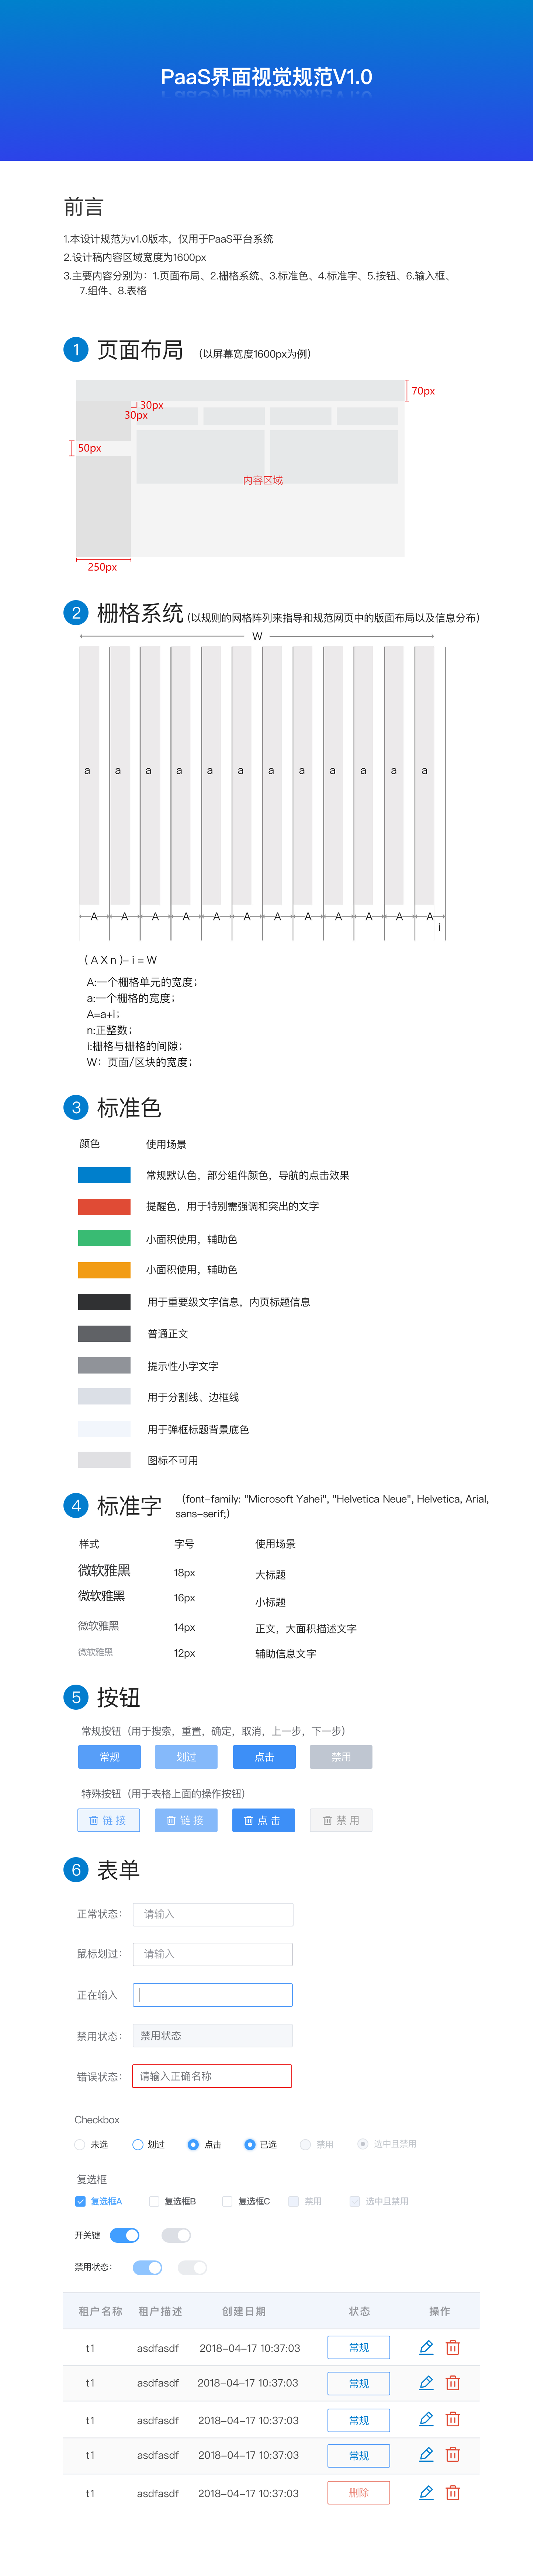 PaaS界面视觉规范V1.0
前言
1.本设计规范为v1.0版本，仅用于PaaS平台系统
2.设计稿内容区域宽度为1600px
3.主要内容分别为：1.页面布局、2.栅格系统、3.标准色、4.标准字、5.按钮、6.输入框、
7.组件、8.表格
1 页面布局 （以屏幕宽度1600px为例）
70px
30px
30px
50px
内容区域
250px
2 栅格系统 (以规则的网格阵列来指导和规范网页中的版面布局以及信息分布)
W
a a a a a a a a a a a a
A A A A A A A A A A A A
i
( A X n )- i = W
A:一个栅格单元的宽度；
a:一个栅格的宽度；
A=a+i；
n:正整数；
i:栅格与栅格的间隙；
W：页面/区块的宽度；
3 标准色
颜色 使用场景
常规默认色，部分组件颜色，导航的点击效果
提醒色，用于特别需强调和突出的文字
小面积使用，辅助色
小面积使用，辅助色
用于重要级文字信息，内页标题信息
普通正文
提示性小字文字
用于分割线、边框线
用于弹框标题背景底色
图标不可用
4 标准字 （font-family: "Microsoft Yahei", "Helvetica Neue", Helvetica, Arial,
sans-serif;）
样式 字号 使用场景
微软雅黑 18px 大标题
微软雅黑 16px 小标题
微软雅黑 14px 正文，大面积描述文字
微软雅黑 12px 辅助信息文字
5 按钮
常规按钮（用于搜索，重置，确定，取消，上一步，下一步）
常规 划过 点击 禁用
特殊按钮（用于表格上面的操作按钮）
链接 链接 点击 禁用
6 表单
正常状态： 请输入
鼠标划过： 请输入
正在输入
禁用状态： 禁用状态
错误状态： 请输入正确名称
Checkbox
未选 划过 点击 已选 禁用 选中且禁用
复选框
复选框A 复选框B 复选框C 禁用 选中且禁用
开关键
禁用状态：
租户名称 租户描述 创建日期 状态 操作
t1 asdfasdf 2018-04-17 10:37:03 常规
t1 asdfasdf 2018-04-17 10:37:03 常规
t1 asdfasdf 2018-04-17 10:37:03 常规
t1 asdfasdf 2018-04-17 10:37:03 常规
t1 asdfasdf 2018-04-17 10:37:03 删除